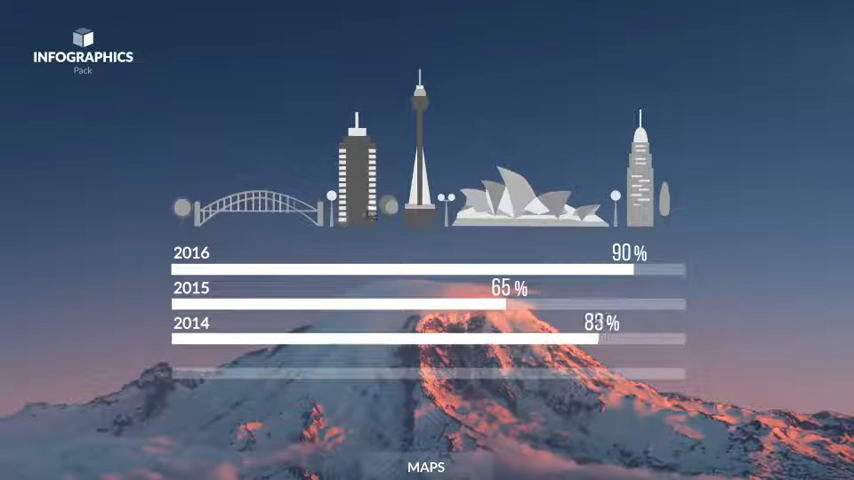 INFOGRAPHICS
Pack
2016 90%
2015 65%
2014 83%
MAPS